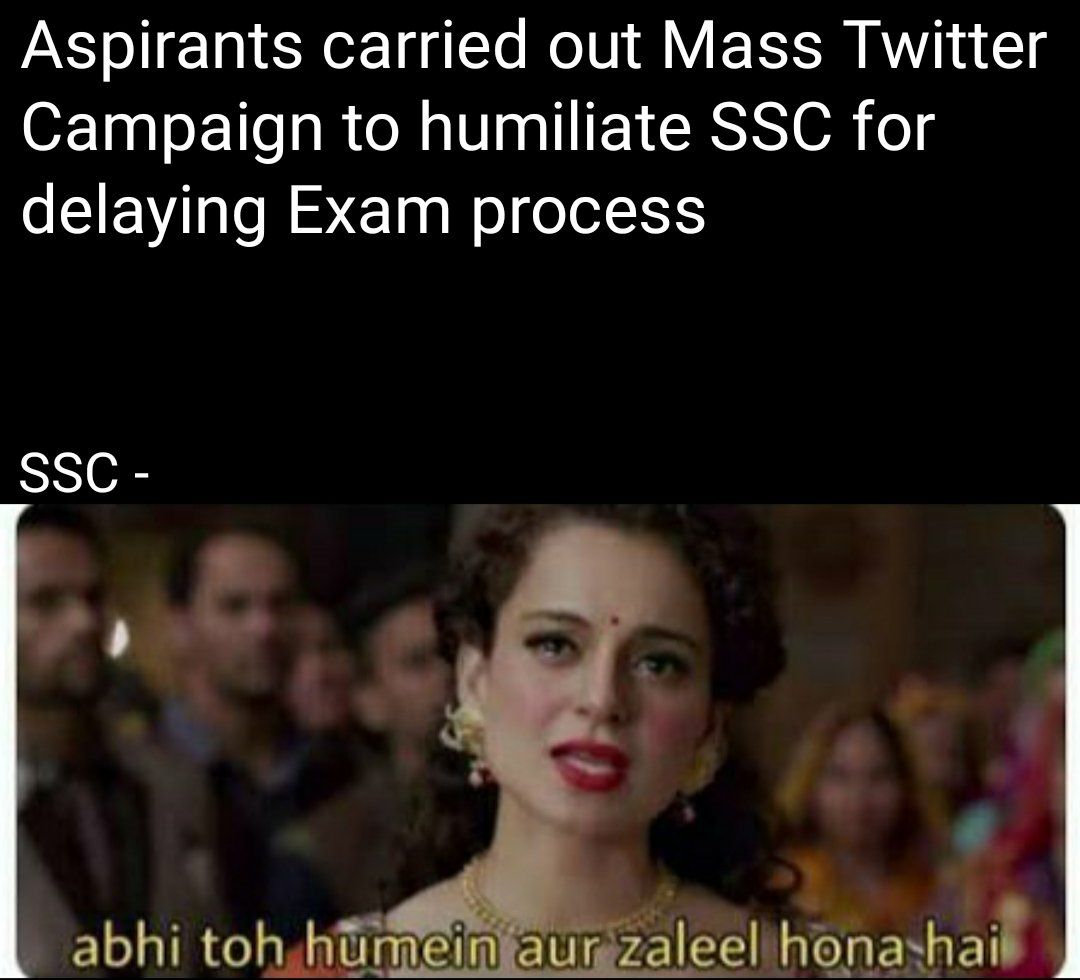 Aspirants carried out Mass Twitter
Campaign to humiliate SSC for
delaying Exam process
SSC -
abhi toh humein aur zaleel hona hai